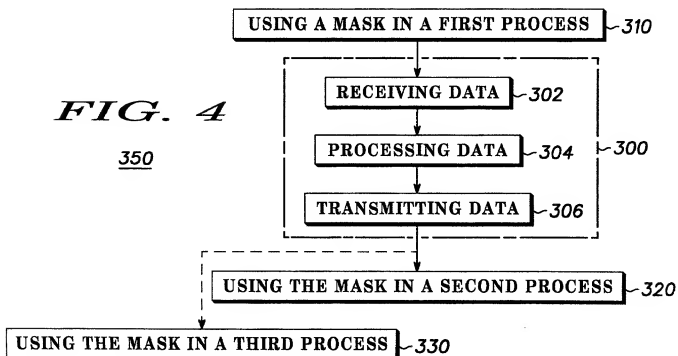 USING A MASK IN A FIRST PROCESS 310
RECEIVING DATA 302
FIG. 4
350
PROCESSING DATA 304
300
TRANSMITTING DATA 306
USING THE MASK IN A SECOND PROCESS 320
USING THE MASK IN A THIRD PROCESS 330